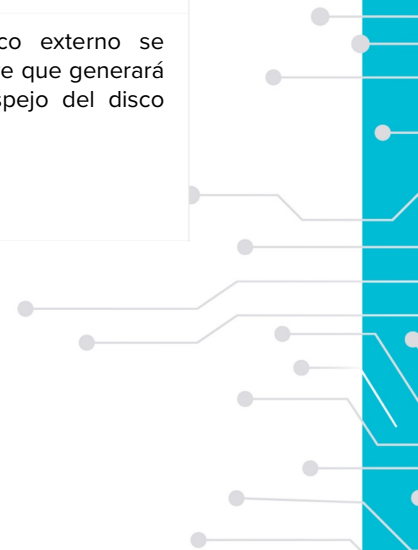 co externo se
e que generará
spejo del disco